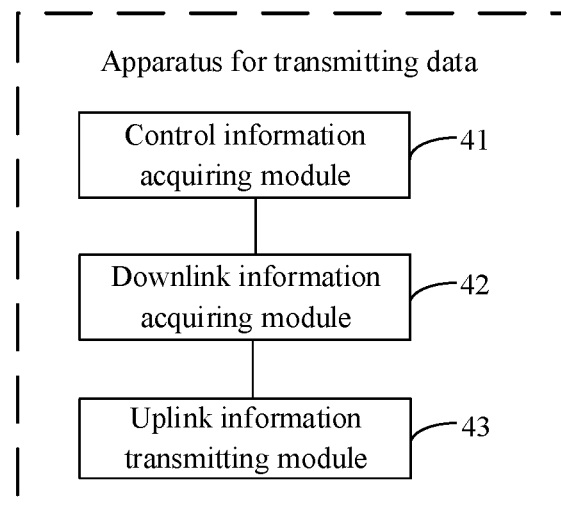 Apparatus for transmitting data
Control information
acquiring module
41
Downlink information
acquiring module
42
Uplink information
transmitting module
43